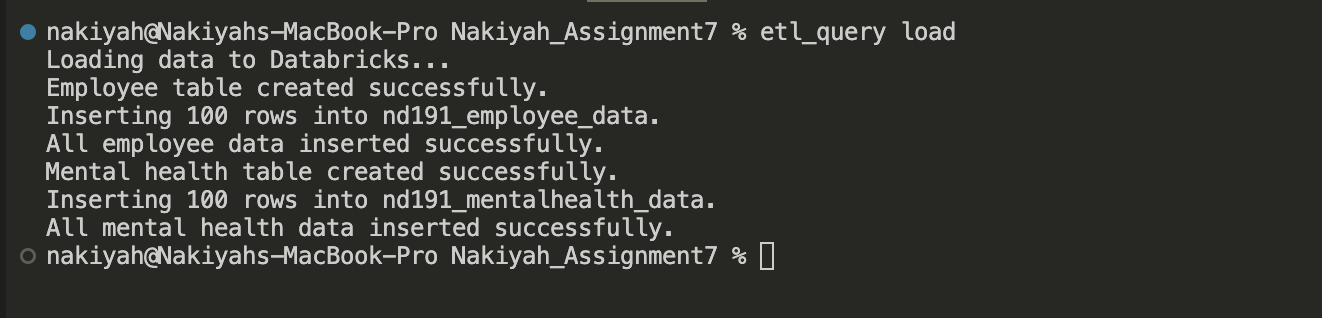 nakiyah@Nakiyahs-MacBook-Pro Nakiyah_Assignment7 % etl_query load
Loading data to Databricks...
Employee table created successfully.
Inserting 100 rows into nd191_employee_data.
All employee data inserted successfully.
Mental health table created successfully.
Inserting 100 rows into nd191_mentalhealth_data.
All mental health data inserted successfully.
nakiyah@Nakiyahs-MacBook-Pro Nakiyah_Assignment7 %